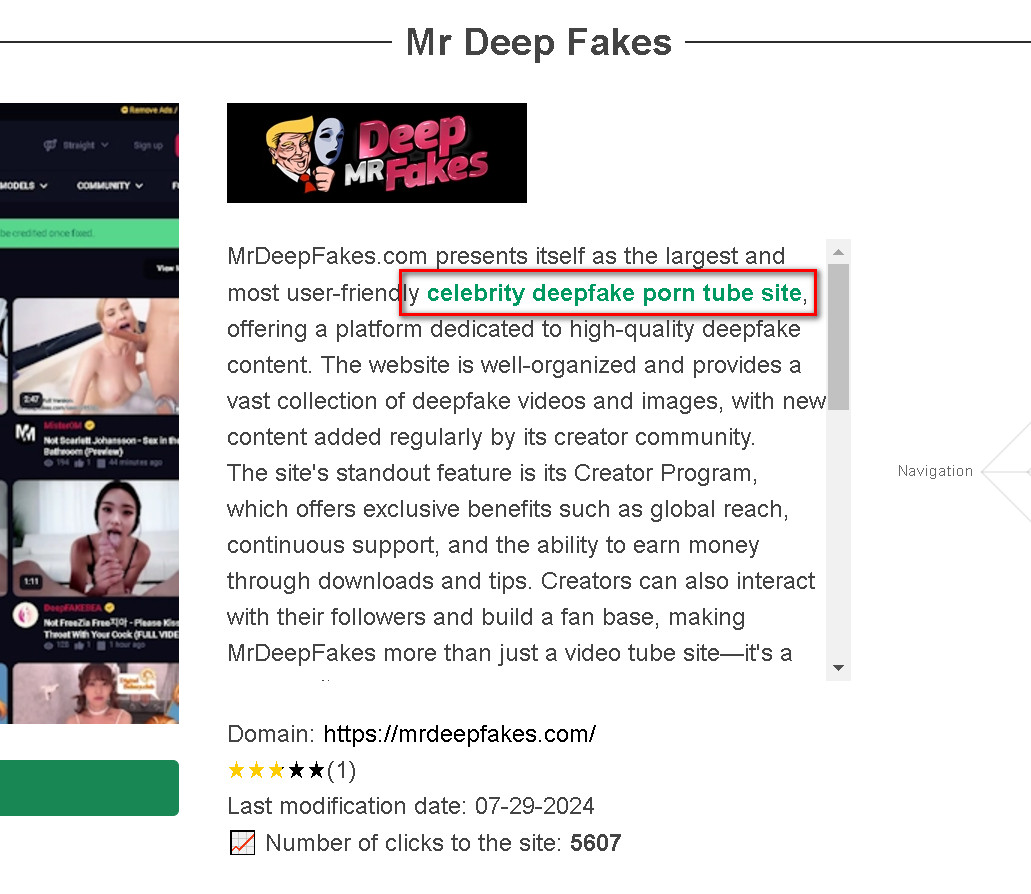 Mr Deep Fakes
Remove Ads /
Straight
Sign up
MODELS
COMMUNITY
be credited once fixed.
2:47
MisterOM
Not Scarlett Johansson - Sex in the
Bathroom (Preview)
194
1
44 minutes ago
1:11
DeepFAKEBEA
Not FreeZia Free지아 - Please Kiss
Throat With Your Cock (FULL VIDE
1
1 hour ago
Deep
MR Fakes
MrDeepFakes.com presents itself as the largest and
most user-friendly celebrity deepfake porn tube site,
offering a platform dedicated to high-quality deepfake
content. The website is well-organized and provides a
vast collection of deepfake videos and images, with new
content added regularly by its creator community.
The site's standout feature is its Creator Program,
which offers exclusive benefits such as global reach,
continuous support, and the ability to earn money
through downloads and tips. Creators can also interact
with their followers and build a fan base, making
MrDeepFakes more than just a video tube site—it's a
Navigation
Domain: https://mrdeepfakes.com/
(1)
Last modification date: 07-29-2024
Number of clicks to the site: 5607